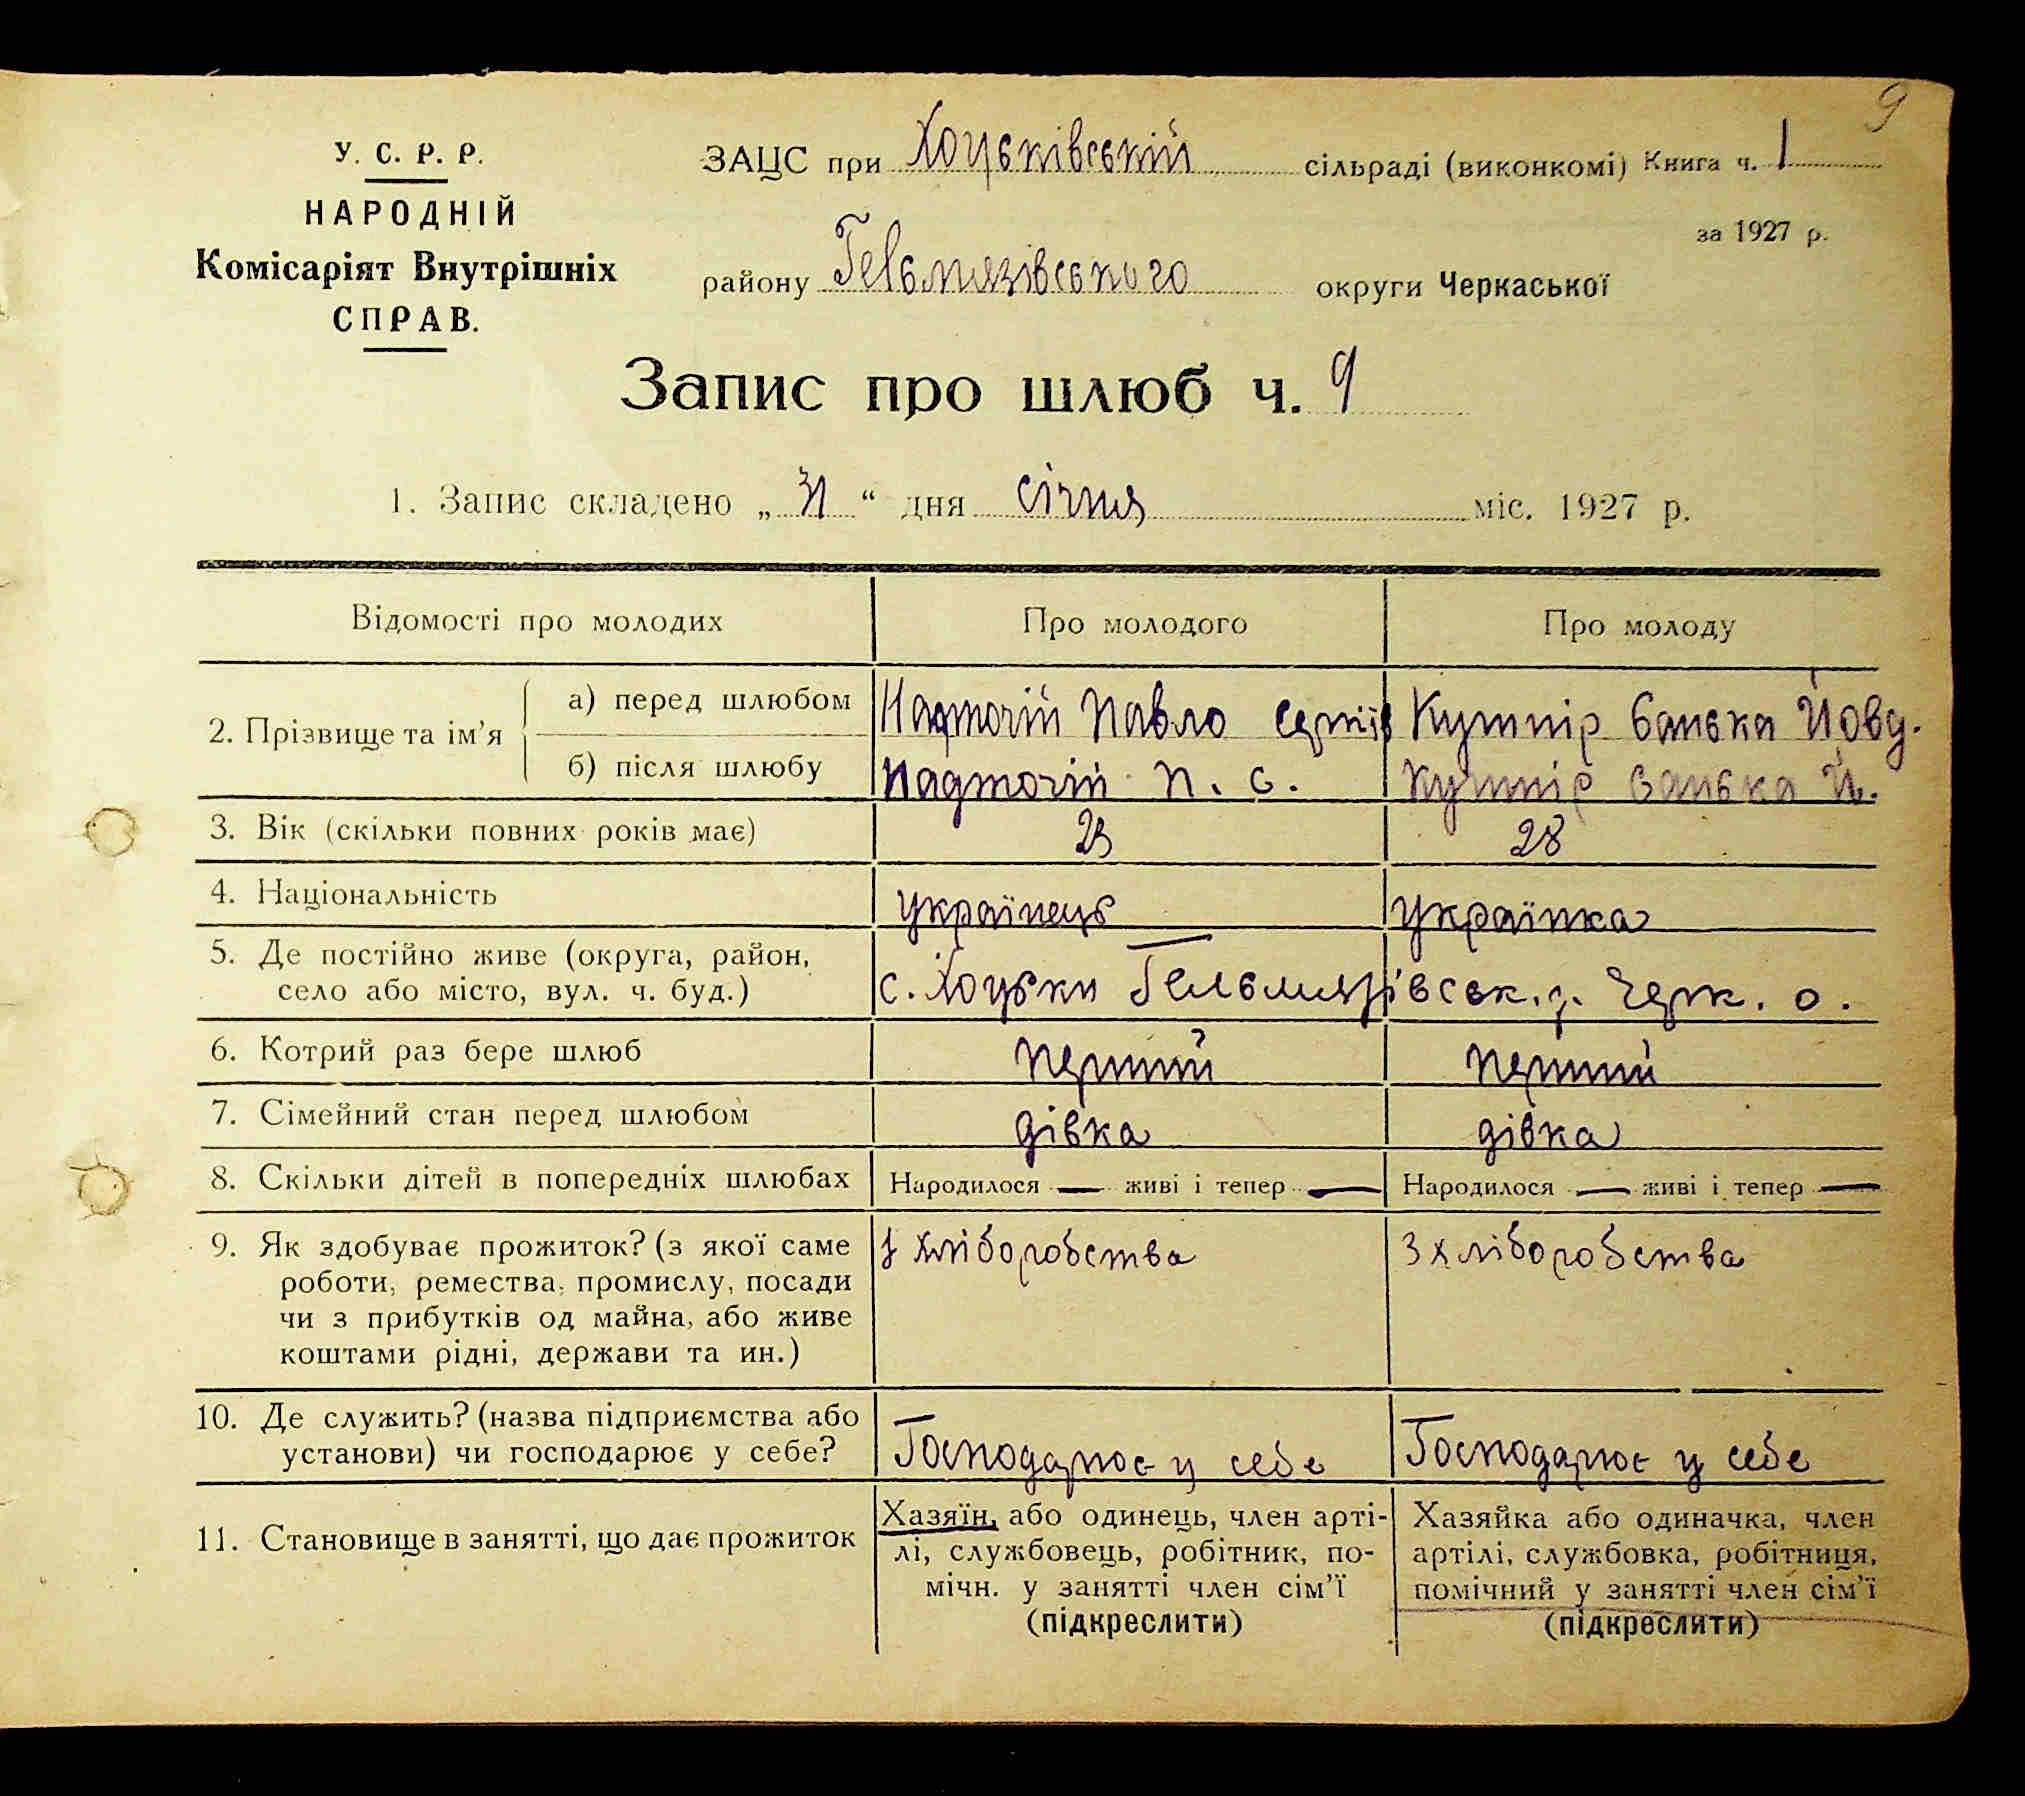 9
У. С. Р. Р.
НАРОДНІЙ
Комісаріят Внутрішніх
СПРАВ.
ЗАЦС при Хоцьківській сільраді (виконкомі) Книга ч. 1
за 1927 р.
району Гельмязівського округи Черкаської
Запис про шлюб ч. 9
1. Запис складено „ 31 “ дня січня міс. 1927 р.
Відомості про молодих Про молодого Про молоду
2. Прізвище та ім'я
а) перед шлюбом Надточій Павло Сергіїв Кушнір Ганька Йовд.
б) після шлюбу Надточій П. С. Кушнір Ганька Й.
3. Вік (скільки повних років має) 23 28
4. Національність українець українка
5. Де постійно живе (округа, район, село або місто, вул. ч. буд.) с. Хоцьки Гельмязівськ. р. Черк. о.
6. Котрий раз бере шлюб перший перший
7. Сімейний стан перед шлюбом дівка дівка
8. Скільки дітей в попередніх шлюбах Народилося — живі і тепер — Народилося — живі і тепер —
9. Як здобуває прожиток? (з якої саме з хліборобства З хліборобства
роботи, ремества, промислу, посади
чи з прибутків од майна, або живе
коштами рідні, держави та ин.)
10. Де служить? (назва підприємства або
установи) чи господарює у себе? Господарює у себе Господарює у себе
11. Становище в занятті, що дає прожиток
Хазяїн, або одинець, член арті-
лі, службовець, робітник, по-
мічн. у занятті член сім'ї
(підкреслити)
Хазяйка або одиначка, член
артілі, службовка, робітниця,
помічний у занятті член сім'ї
(підкреслити)